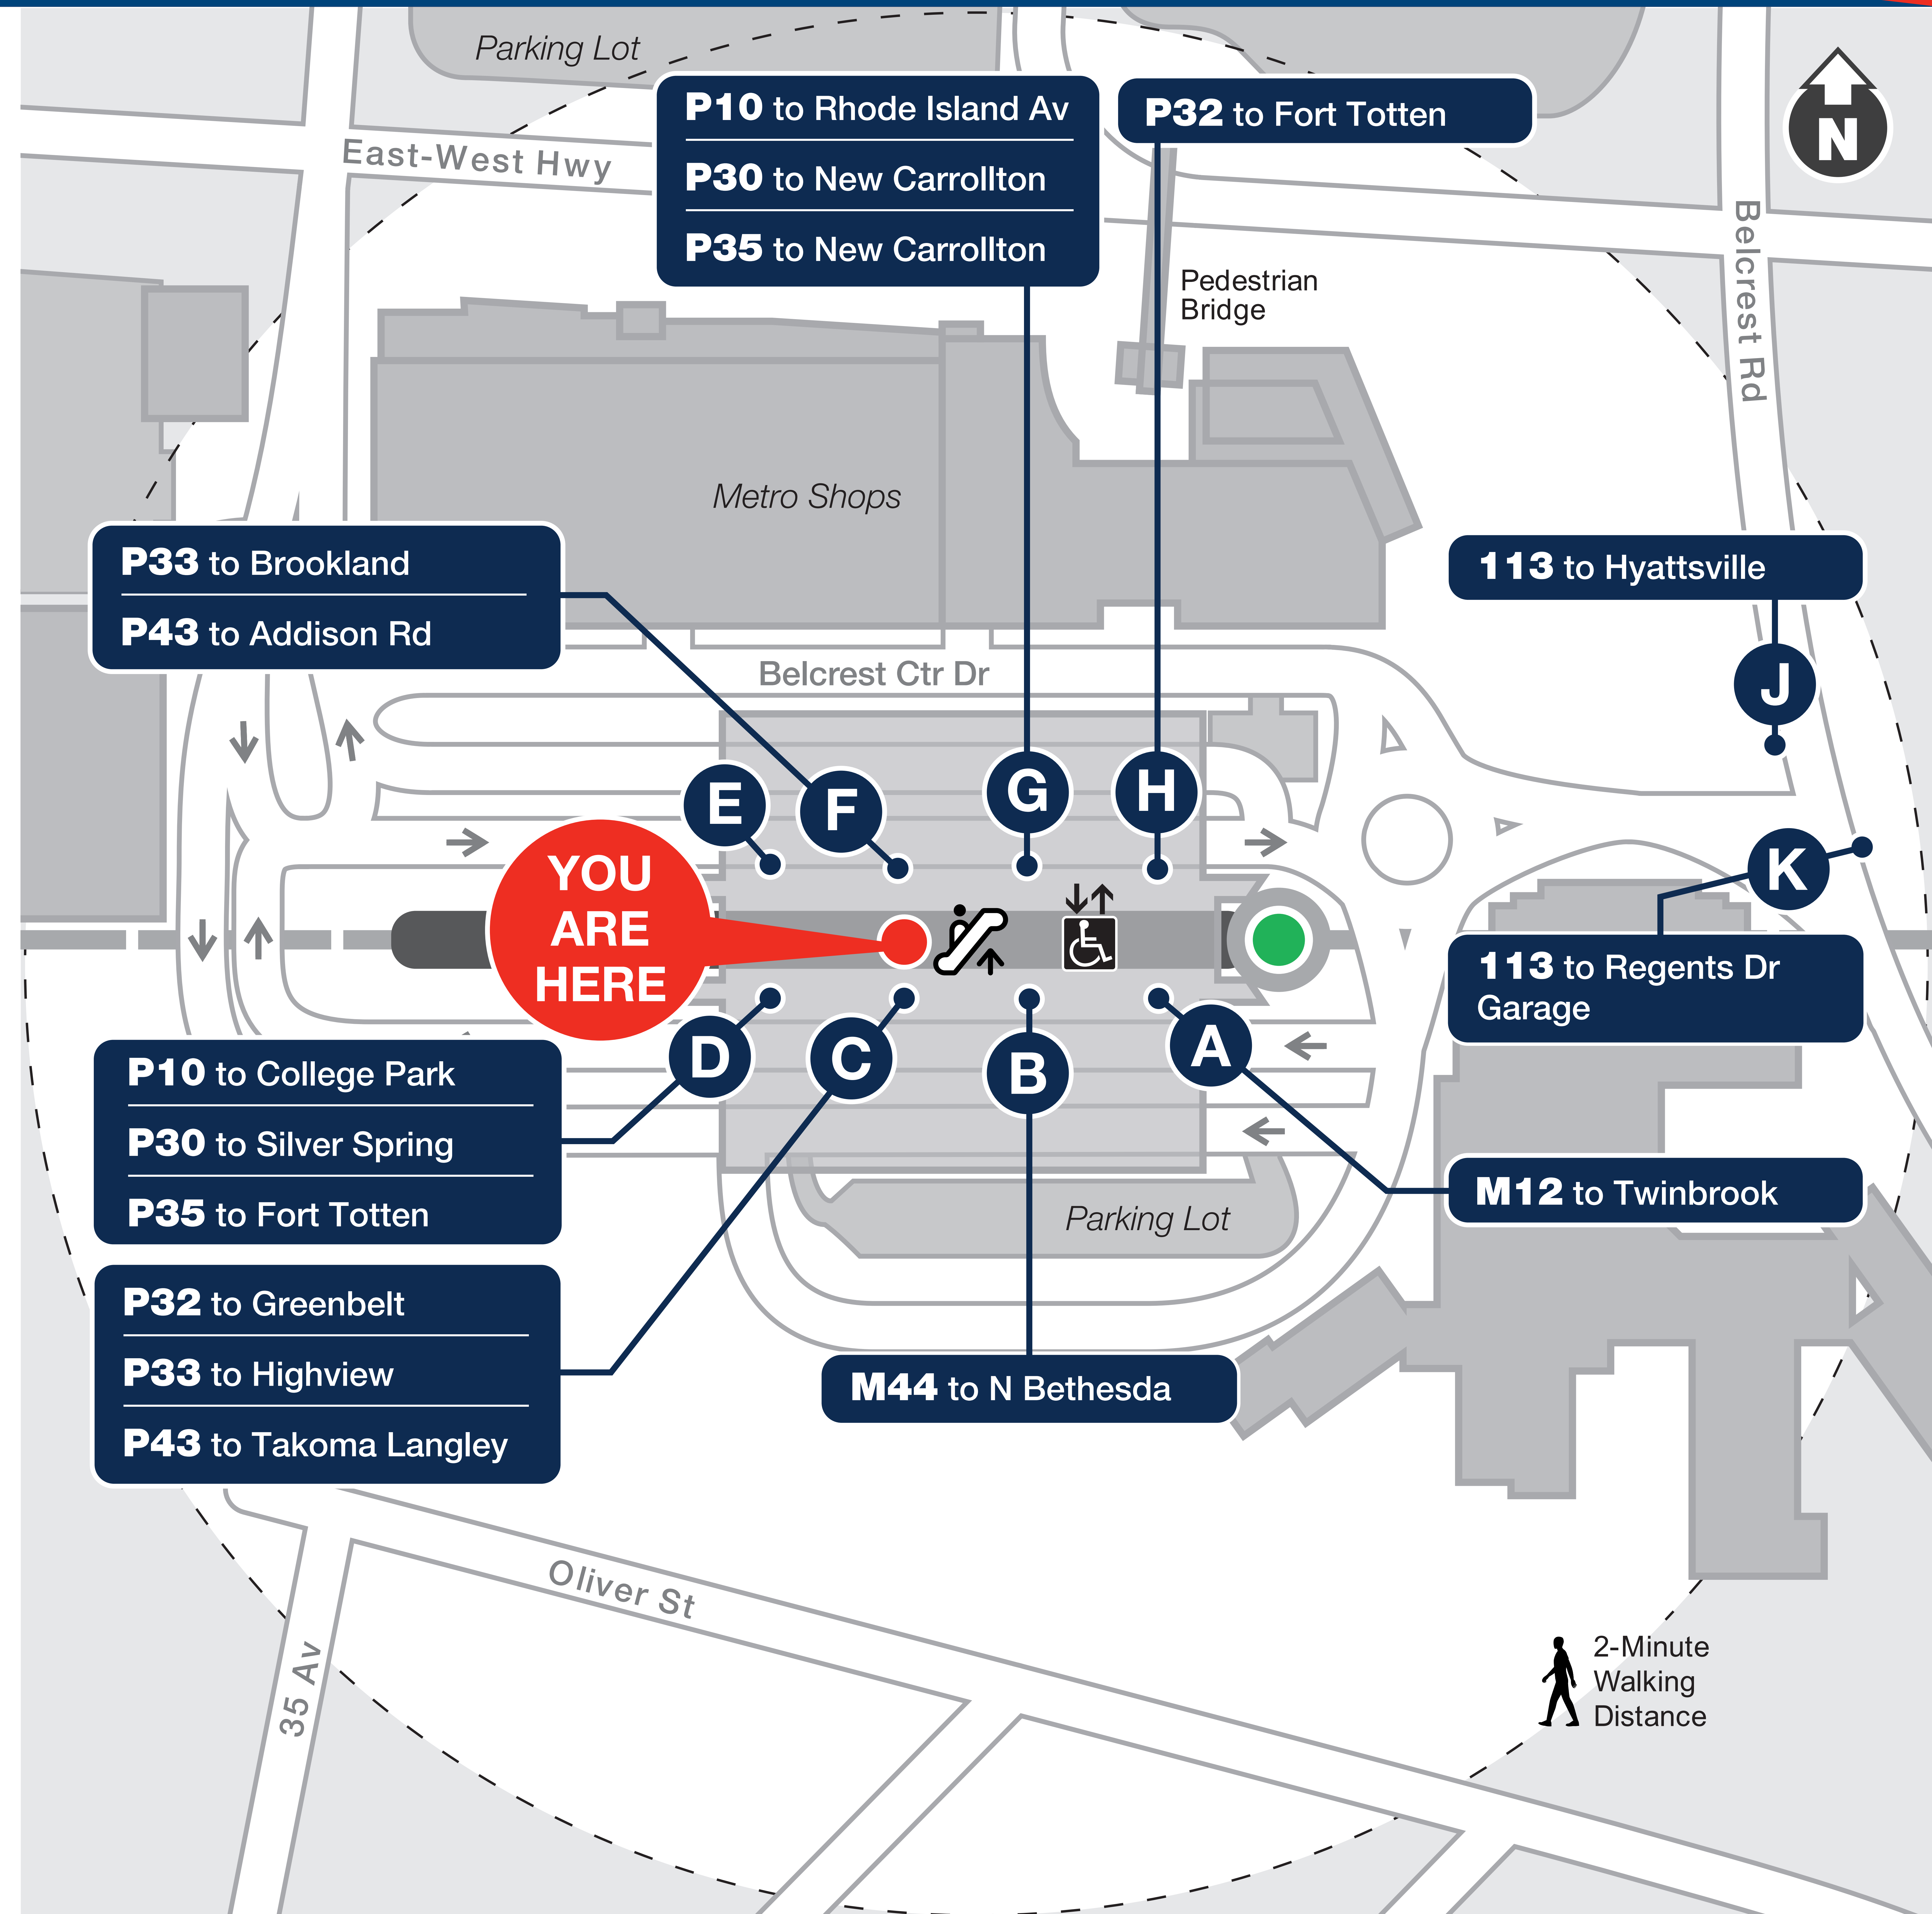 Parking Lot
East-West Hwy
P10 to Rhode Island Av
P30 to New Carrollton
P35 to New Carrollton
P32 to Fort Totten
N
Belcrest Rd
Pedestrian
Bridge
Metro Shops
P33 to Brookland
P43 to Addison Rd
113 to Hyattsville
Belcrest Ctr Dr
J
E
F
G
H
K
YOU
ARE
HERE
113 to Regents Dr
Garage
D
C
B
A
P10 to College Park
P30 to Silver Spring
P35 to Fort Totten
M12 to Twinbrook
Parking Lot
P32 to Greenbelt
P33 to Highview
P43 to Takoma Langley
M44 to N Bethesda
Oliver St
35 Av
2-Minute
Walking
Distance